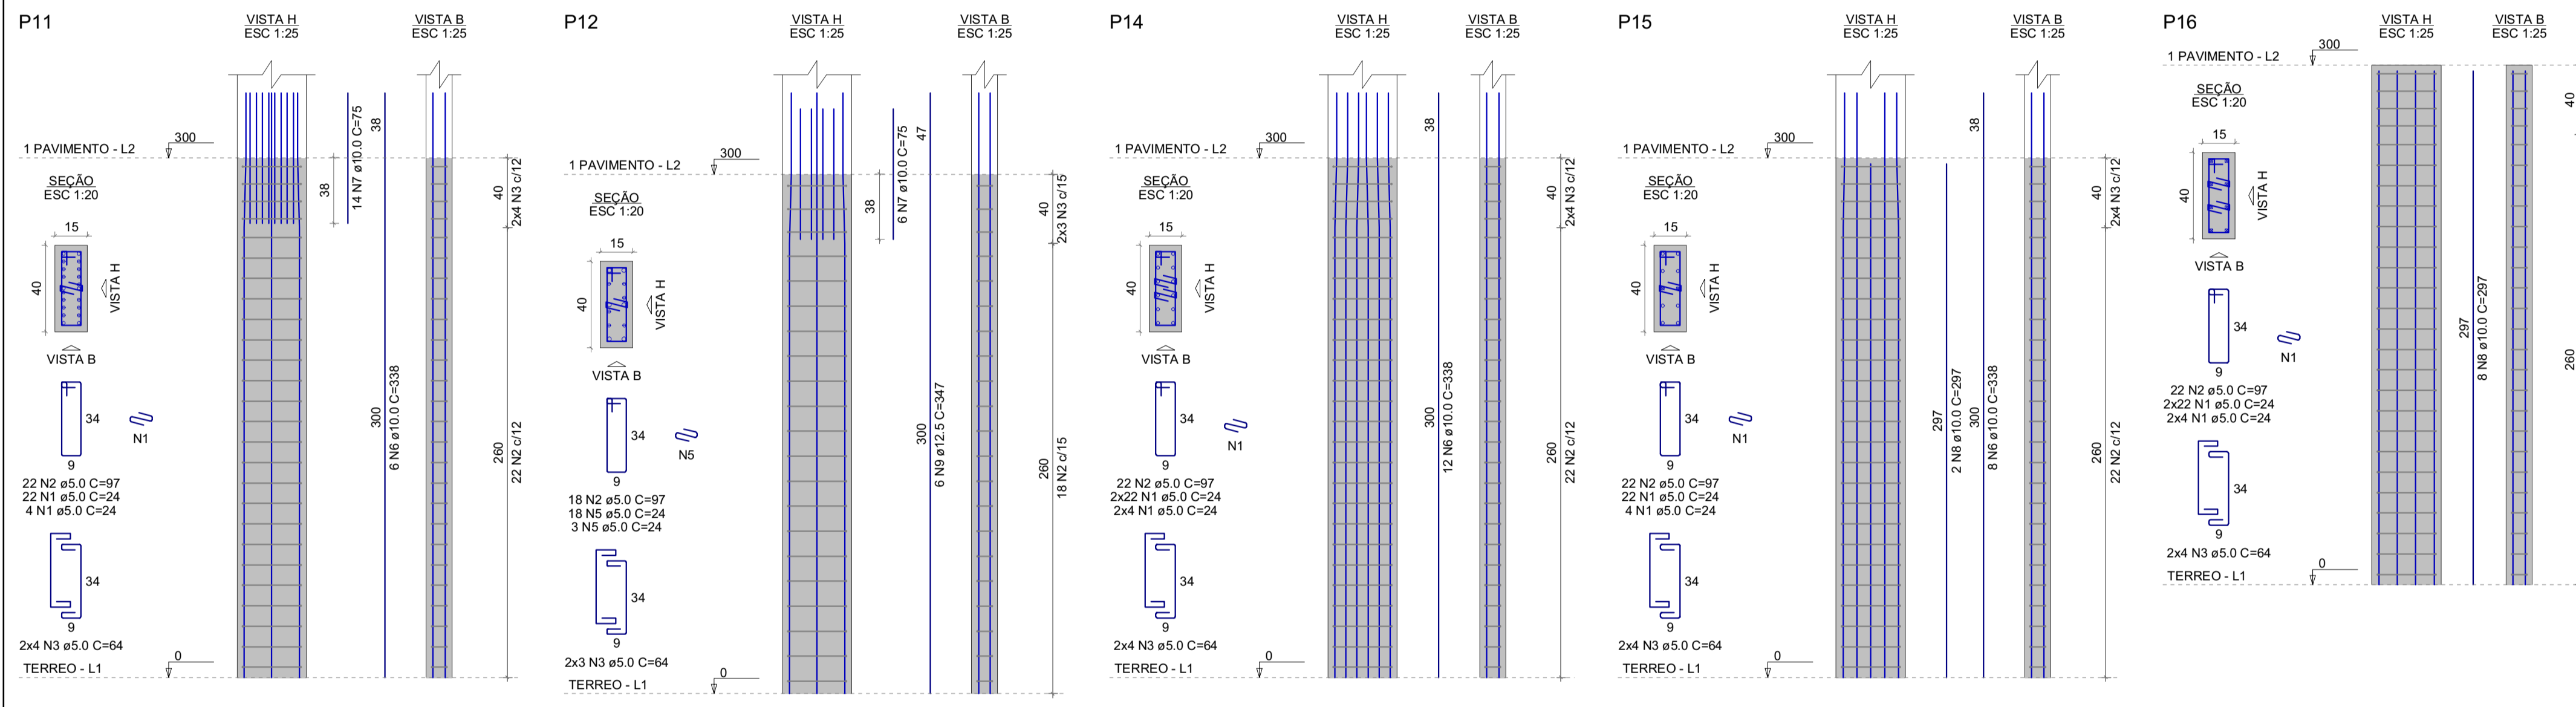 P11
VISTA H
ESC 1:25
VISTA B
ESC 1:25
1 PAVIMENTO - L2
300
SEÇÃO
ESC 1:20
15
40
VISTA H
VISTA B
34
9
N1
22 N2 ø5.0 C=97
22 N1 ø5.0 C=24
4 N1 ø5.0 C=24
34
9
2x4 N3 ø5.0 C=64
TERREO - L1
0
38
14 N7 ø10.0 C=75
38
300
6 N6 ø10.0 C=338
40
2x4 N3 c/12
260
22 N2 c/12
P12
VISTA H
ESC 1:25
VISTA B
ESC 1:25
1 PAVIMENTO - L2
300
SEÇÃO
ESC 1:20
15
40
VISTA H
VISTA B
34
9
N5
18 N2 ø5.0 C=97
18 N5 ø5.0 C=24
3 N5 ø5.0 C=24
34
9
2x3 N3 ø5.0 C=64
TERREO - L1
0
38
6 N7 ø10.0 C=75
47
300
6 N9 ø12.5 C=347
40
2x3 N3 c/15
260
18 N2 c/15
P14
VISTA H
ESC 1:25
VISTA B
ESC 1:25
1 PAVIMENTO - L2
300
SEÇÃO
ESC 1:20
15
40
VISTA H
VISTA B
34
9
N1
22 N2 ø5.0 C=97
2x22 N1 ø5.0 C=24
2x4 N1 ø5.0 C=24
34
9
2x4 N3 ø5.0 C=64
TERREO - L1
0
38
300
12 N6 ø10.0 C=338
40
2x4 N3 c/12
260
22 N2 c/12
P15
VISTA H
ESC 1:25
VISTA B
ESC 1:25
1 PAVIMENTO - L2
300
SEÇÃO
ESC 1:20
15
40
VISTA H
VISTA B
34
9
N1
22 N2 ø5.0 C=97
22 N1 ø5.0 C=24
4 N1 ø5.0 C=24
34
9
2x4 N3 ø5.0 C=64
TERREO - L1
0
297
2 N8 ø10.0 C=297
38
300
8 N6 ø10.0 C=338
40
2x4 N3 c/12
260
22 N2 c/12
P16
VISTA H
ESC 1:25
VISTA B
ESC 1:25
1 PAVIMENTO - L2
300
SEÇÃO
ESC 1:20
15
40
VISTA H
VISTA B
34
9
N1
22 N2 ø5.0 C=97
2x22 N1 ø5.0 C=24
2x4 N1 ø5.0 C=24
34
9
2x4 N3 ø5.0 C=64
TERREO - L1
0
297
8 N8 ø10.0 C=297
40
260